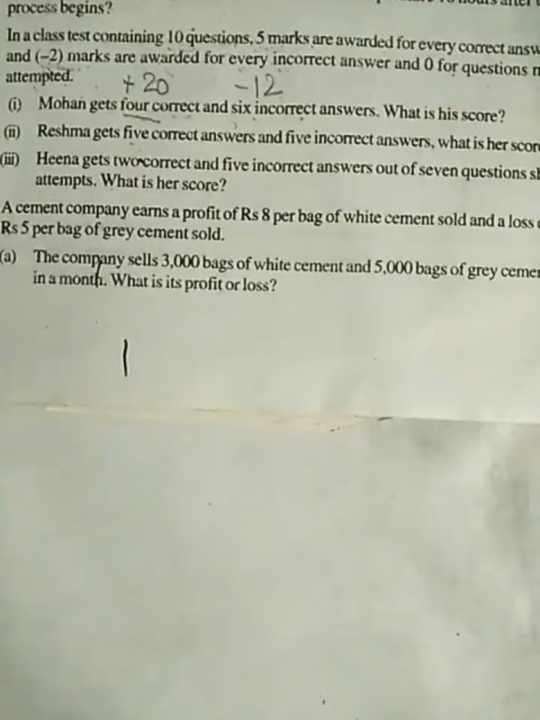 process begins?
In a class test containing 10 questions, 5 marks are awarded for every correct
and (–2) marks are awarded for every incorrect answer and 0 for questions
attempted.
+20 -12
(i) Mohan gets four correct and six incorrect answers. What is his score?
(ii) Reshma gets five correct answers and five incorrect answers, what is her
(iii) Heena gets two correct and five incorrect answers out of seven questions
attempts. What is her score?
A cement company earns a profit of Rs 8 per bag of white cement sold and a loss
Rs 5 per bag of grey cement sold.
(a) The company sells 3,000 bags of white cement and 5,000 bags of grey
in a month. What is its profit or loss?